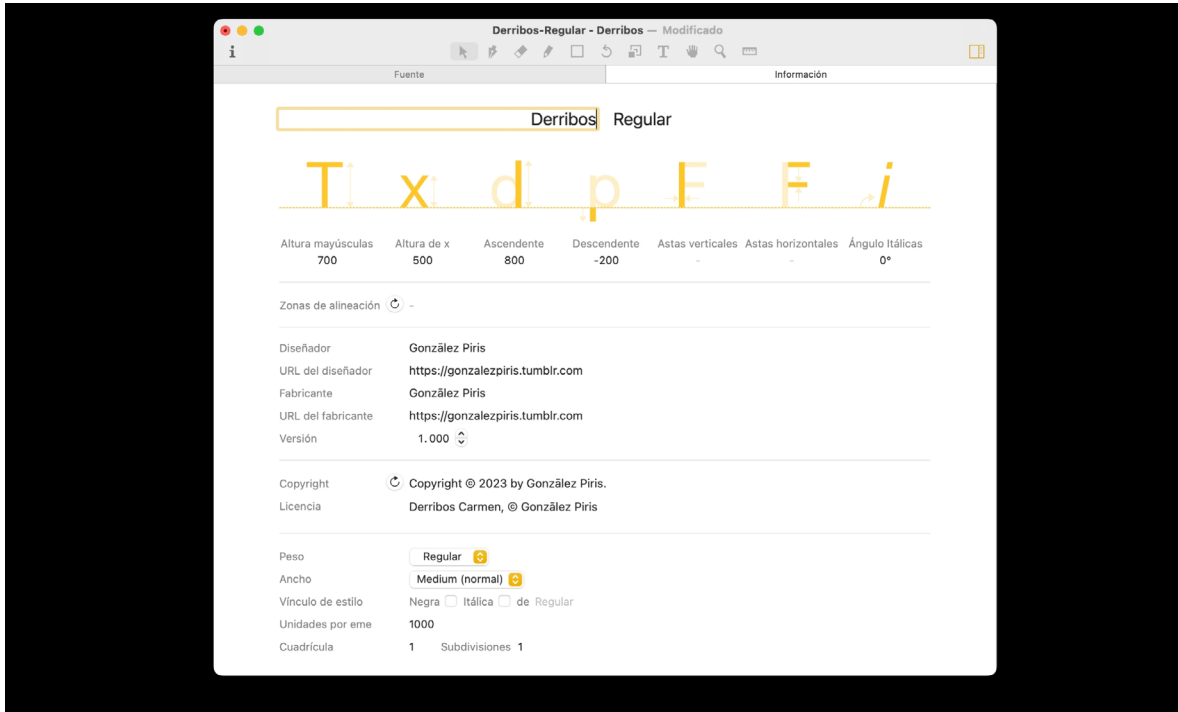 Derribos-Regular - Derribos — Modificado
Fuente Información
Derribos Regular
T x d p F F i
Altura mayúsculas Altura de x Ascendente Descendente Astas verticales Astas horizontales Ángulo Itálicas
700 500 800 -200 - - 0°
Zonas de alineación -
Diseñador Gonzãlez Piris
URL del diseñador https://gonzalezpiris.tumblr.com
Fabricante Gonzãlez Piris
URL del fabricante https://gonzalezpiris.tumblr.com
Versión 1.000
Copyright Copyright © 2023 by Gonzãlez Piris.
Licencia Derribos Carmen, © Gonzãlez Piris
Peso Regular
Ancho Medium (normal)
Vínculo de estilo Negra Itálica de Regular
Unidades por eme 1000
Cuadrícula 1 Subdivisiones 1